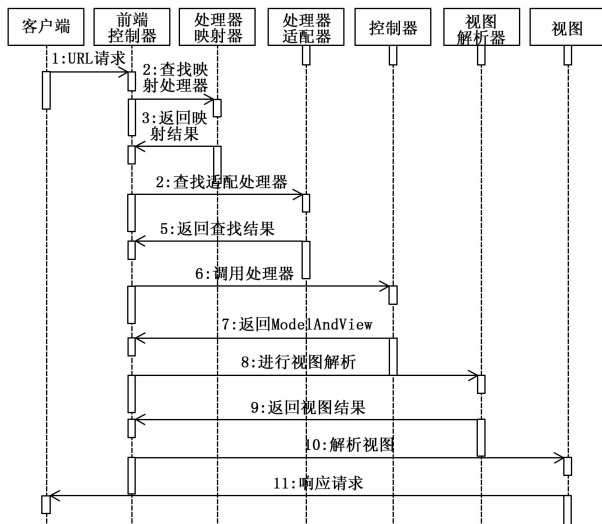 客户端
前端
控制器
处理器
映射器
处理器
适配器
控制器
视图
解析器
视图
1:URL请求
2:查找映
射处理器
3:返回映
射结果
2:查找适配处理器
5:返回查找结果
6:调用处理器
7:返回ModelAndView
8:进行视图解析
9:返回视图结果
10:解析视图
11:响应请求